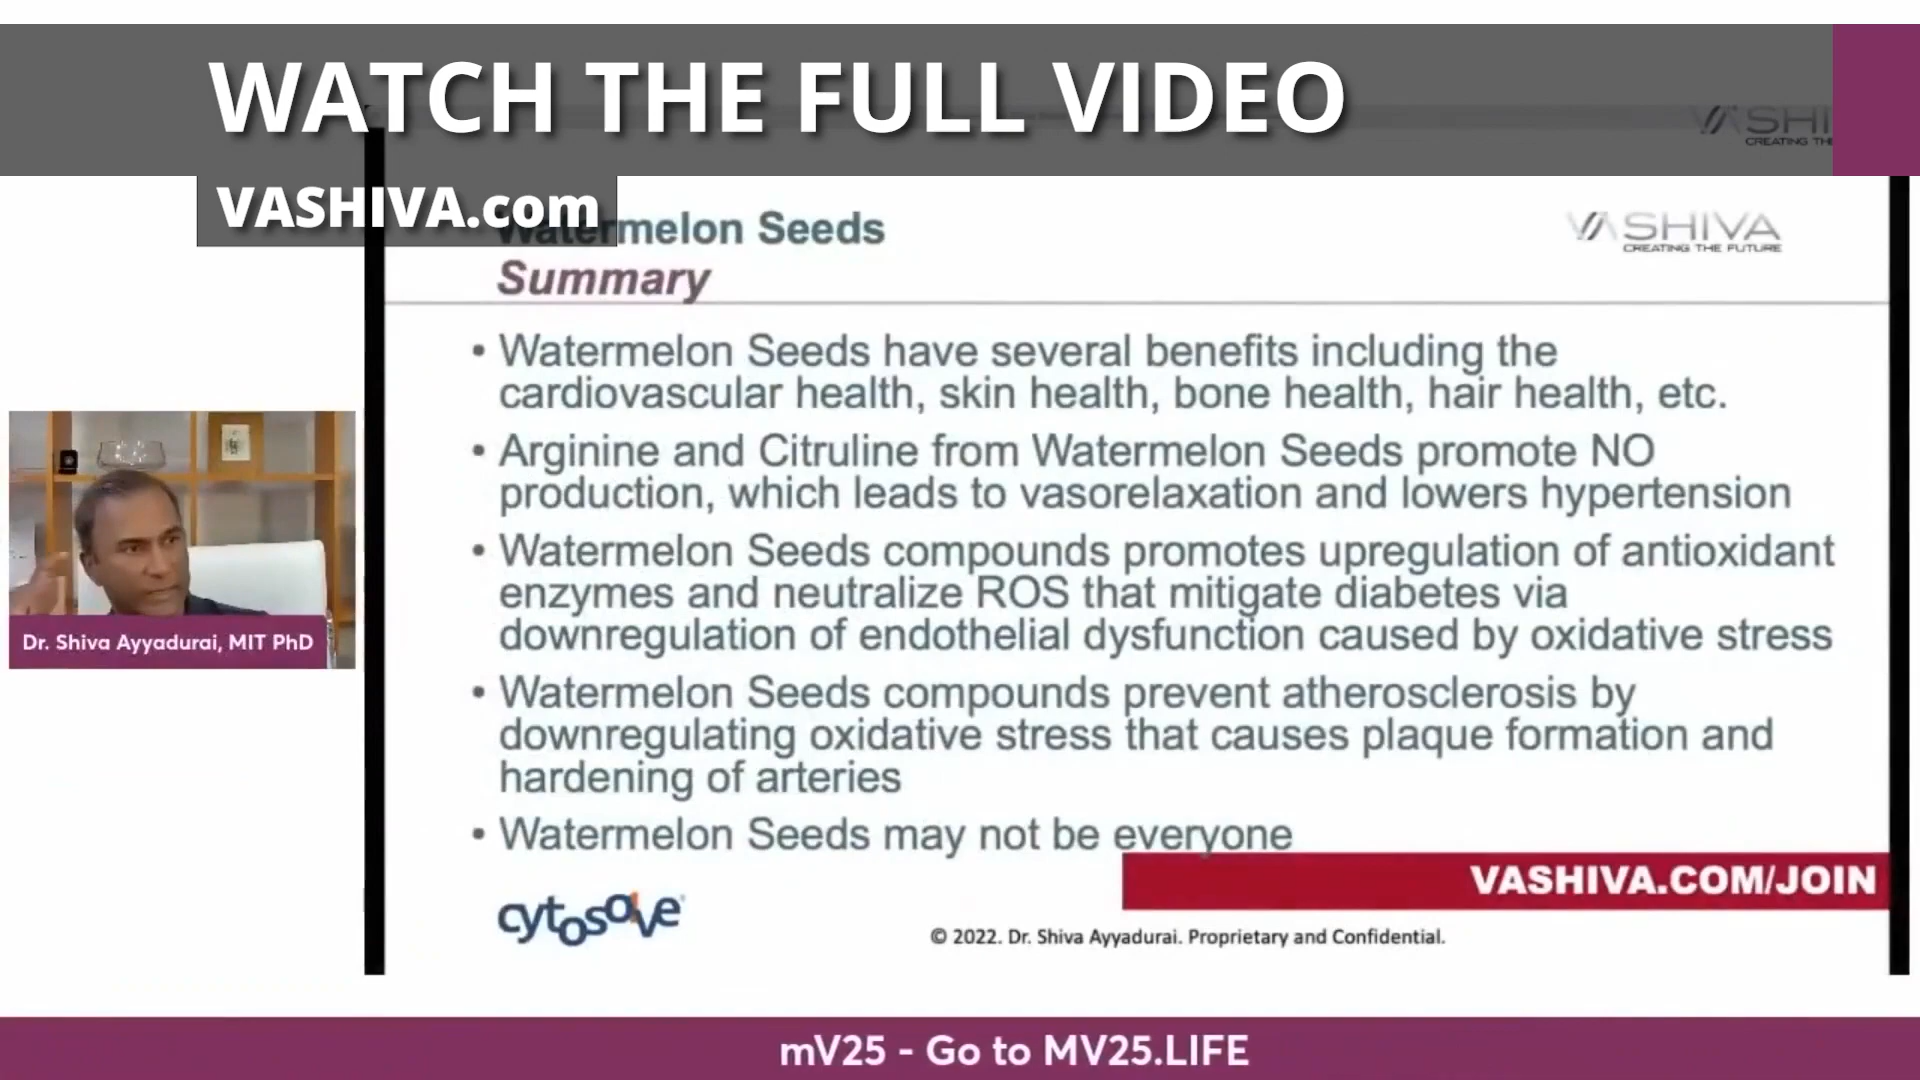 WATCH THE FULL VIDEO
VASHIVA.com
VASHI
CREATING THE
Watermelon Seeds
Summary
VASHIVA
CREATING THE FUTURE
• Watermelon Seeds have several benefits including the
cardiovascular health, skin health, bone health, hair health, etc.
• Arginine and Citruline from Watermelon Seeds promote NO
production, which leads to vasorelaxation and lowers hypertension
• Watermelon Seeds compounds promotes upregulation of antioxidant
enzymes and neutralize ROS that mitigate diabetes via
downregulation of endothelial dysfunction caused by oxidative stress
• Watermelon Seeds compounds prevent atherosclerosis by
downregulating oxidative stress that causes plaque formation and
hardening of arteries
• Watermelon Seeds may not be everyone
Dr. Shiva Ayyadurai, MIT PhD
VASHIVA.COM/JOIN
cytosolve
© 2022. Dr. Shiva Ayyadurai. Proprietary and Confidential.
mV25 - Go to MV25.LIFE